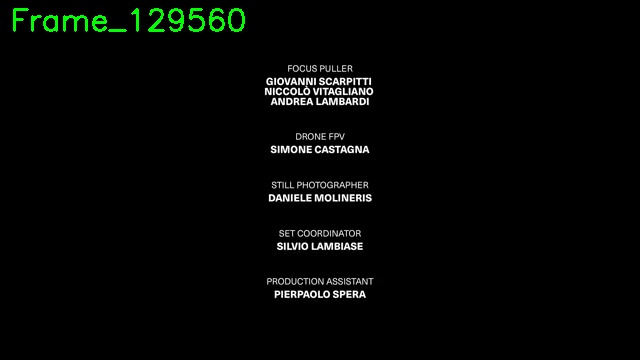 Frame_129560
FOCUS PULLER
GIOVANNI SCARPITTI
NICCOLÒ VITAGLIANO
ANDREA LAMBARDI
DRONE FPV
SIMONE CASTAGNA
STILL PHOTOGRAPHER
DANIELE MOLINERIS
SET COORDINATOR
SILVIO LAMBIASE
PRODUCTION ASSISTANT
PIERPAOLO SPERA